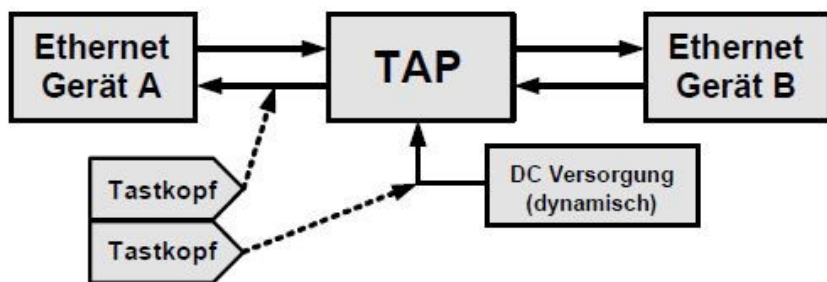 Ethernet
Gerät A
TAP
Ethernet
Gerät B
Tastkopf
Tastkopf
DC Versorgung
(dynamisch)